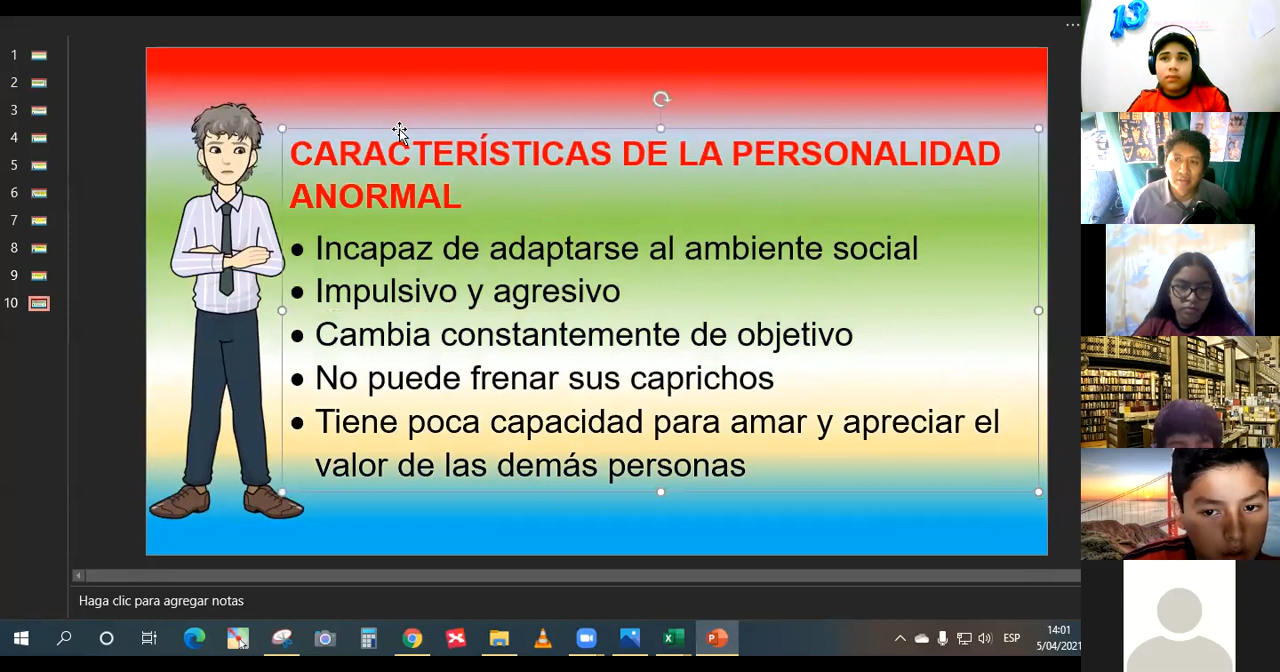 CARACTERÍSTICAS DE LA PERSONALIDAD
ANORMAL
• Incapaz de adaptarse al ambiente social
• Impulsivo y agresivo
• Cambia constantemente de objetivo
• No puede frenar sus caprichos
• Tiene poca capacidad para amar y apreciar el
valor de las demás personas
1
2
3
4
5
6
7
8
9
10
Haga clic para agregar notas
ESP
14:01
5/04/2021
13